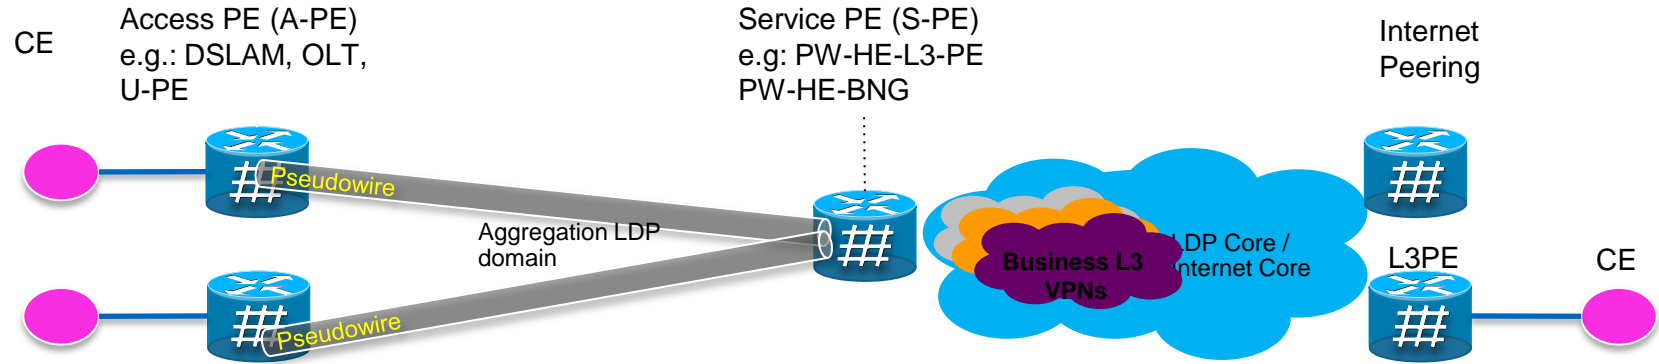 CE
Access PE (A-PE)
e.g.: DSLAM, OLT,
U-PE
Service PE (S-PE)
e.g: PW-HE-L3-PE
PW-HE-BNG
Internet
Peering
Pseudowire
Aggregation LDP
domain
Pseudowire
Business L3
VPNs
LDP Core /
Internet Core
L3PE
CE